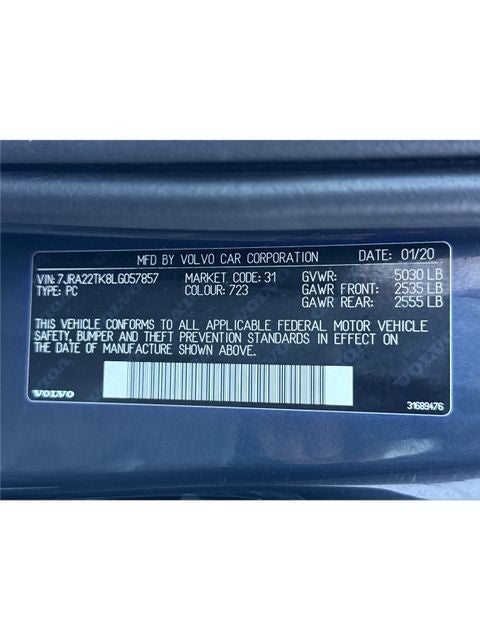 MFD BY VOLVO CAR CORPORATION DATE: 01/20
VIN: 7JRA22TK8LG057857 MARKET CODE: 31 GVWR: 5030 LB
TYPE: PC COLOUR: 723 GAWR FRONT: 2535 LB
GAWR REAR: 2555 LB
THIS VEHICLE CONFORMS TO ALL APPLICABLE FEDERAL MOTOR VEHICLE
SAFETY, BUMPER AND THEFT PREVENTION STANDARDS IN EFFECT ON
THE DATE OF MANUFACTURE SHOWN ABOVE.
VOLVO 31689476